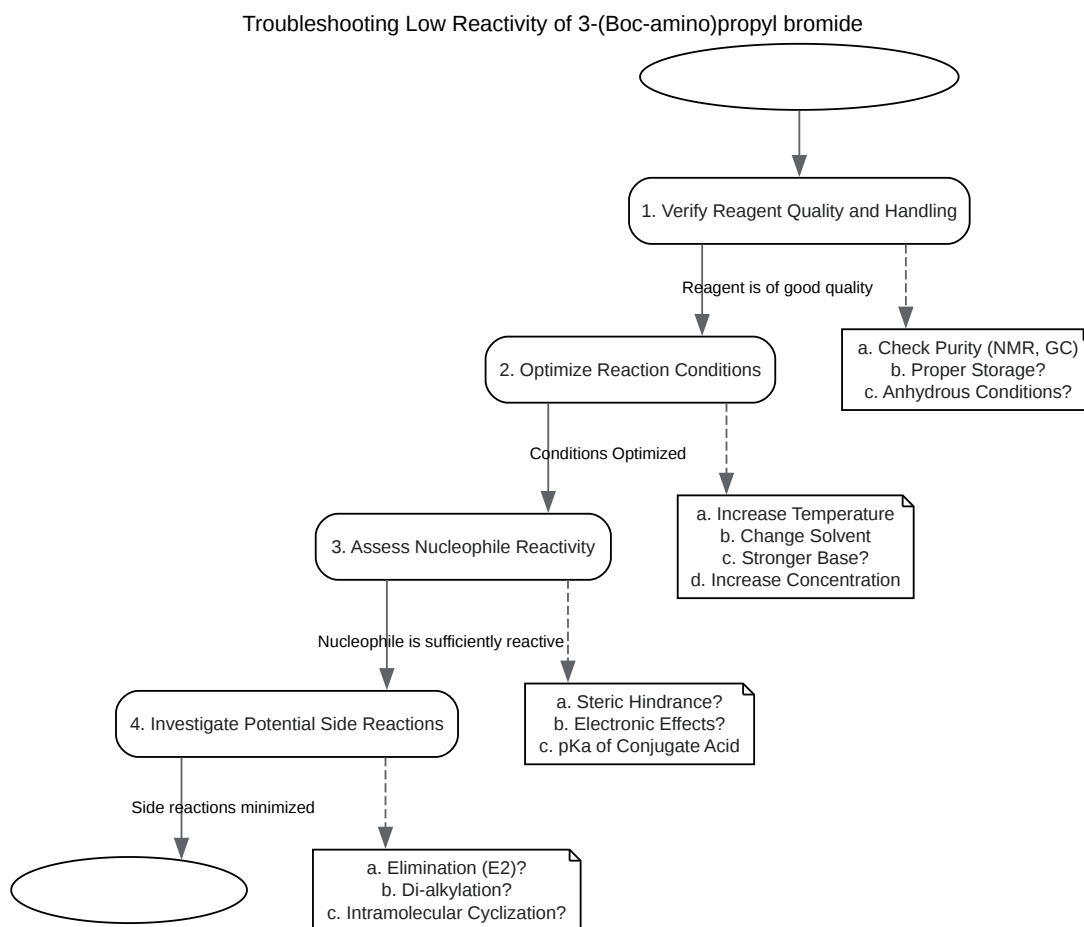 Troubleshooting Low Reactivity of 3-(Boc-amino)propyl bromide
1. Verify Reagent Quality and Handling
Reagent is of good quality
a. Check Purity (NMR, GC)
b. Proper Storage?
c. Anhydrous Conditions?
2. Optimize Reaction Conditions
Conditions Optimized
a. Increase Temperature
b. Change Solvent
c. Stronger Base?
d. Increase Concentration
3. Assess Nucleophile Reactivity
Nucleophile is sufficiently reactive
a. Steric Hindrance?
b. Electronic Effects?
c. pKa of Conjugate Acid
4. Investigate Potential Side Reactions
Side reactions minimized
a. Elimination (E2)?
b. Di-alkylation?
c. Intramolecular Cyclization?